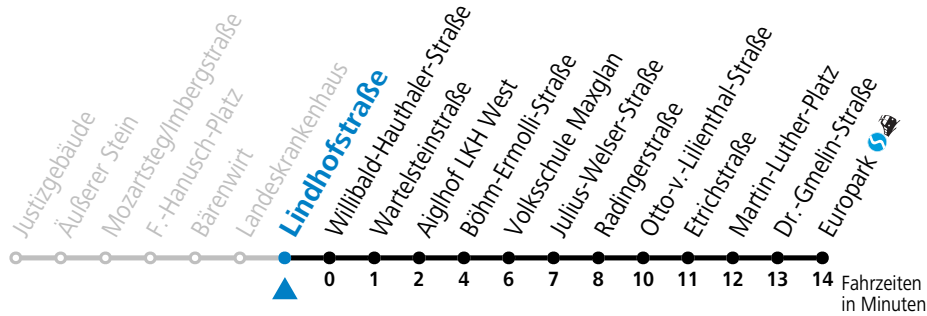 Justizgebäude
Äußerer Stein
Mozartsteg/Imbergstraße
F.-Hanusch-Platz
Bärenwirt
Landeskrankenhaus
Lindhofstraße
Willibald-Hauthaler-Straße
Wartelsteinstraße
Aiglhof LKH West
Böhm-Ermolli-Straße
Volksschule Maxglan
Julius-Welser-Straße
Radingerstraße
Otto-v.-Lilienthal-Straße
Etrichstraße
Martin-Luther-Platz
Dr.-Gmelin-Straße
Europark
0 1 2 4 6 7 8 10 11 12 13 14 Fahrzeiten
in Minuten